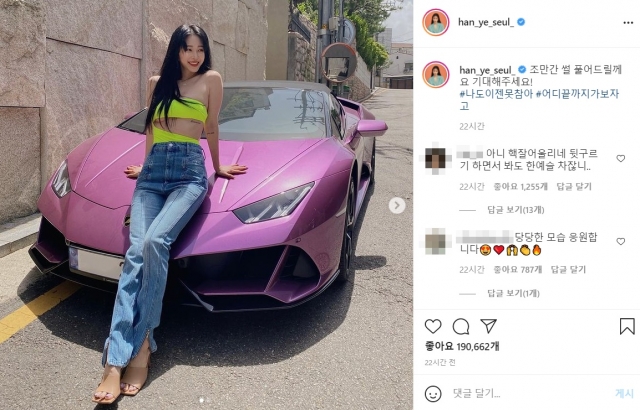 han_ye_seul_
han_ye_seul_ 조만간 썰 풀어드릴께
요 기대해주세요!
#나도이젠못참아 #어디끝까지가보자
고
22시간
아니 핵잘어울리네 뒷구르
기 하면서 봐도 한예슬 차잖니..
22시간 좋아요 1,255개 답글 달기
답글 보기(13개)
당당한 모습 응원합
니다😍❤️🙌👏🔥
22시간 좋아요 787개 답글 달기
답글 보기(1개)
좋아요 190,662개
22시간 전
댓글 달기...
게시